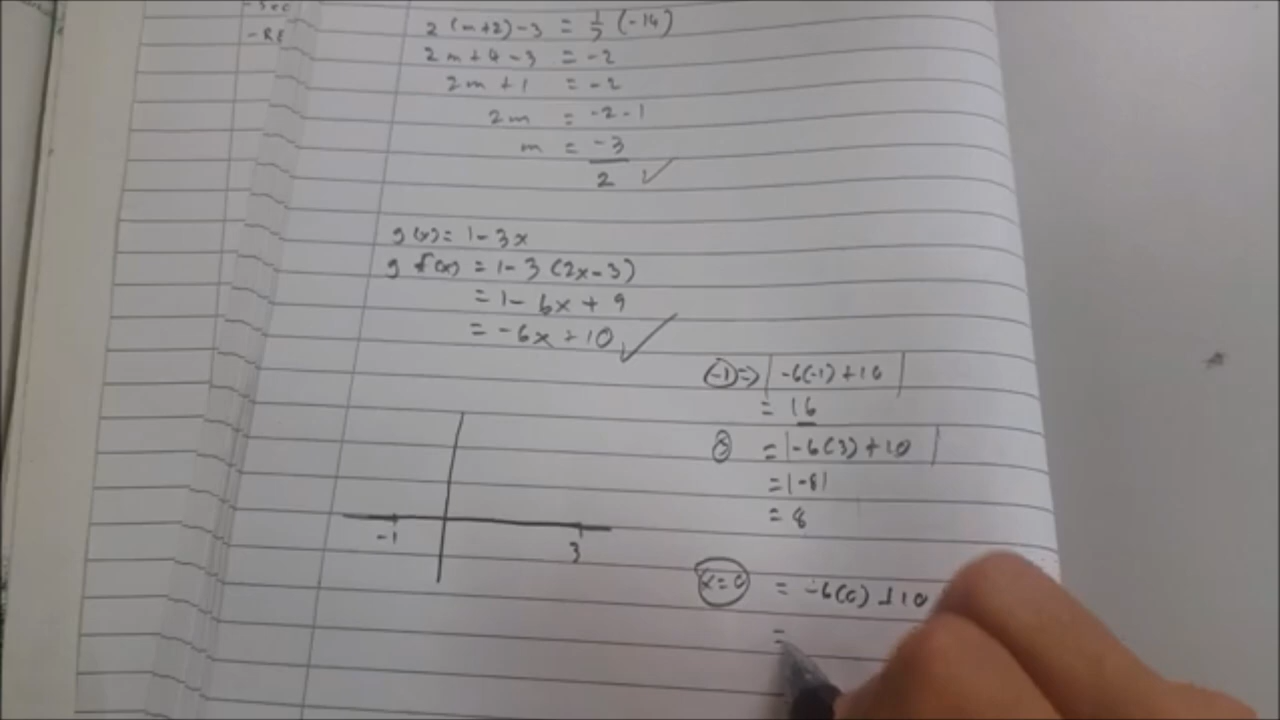 -RE
2(m+2)-3 = 1/7 (-14)
2m+4-3 = -2
2m+1 = -2
2m = -2-1
m = -3/2 ✓
g(x)= 1-3x
g f(x) = 1-3(2x-3)
= 1-6x+9
= -6x+10 ✓
(-1) => |-6(-1)+10|
= 16
(3) = |-6(3)+10|
= |-8|
= 8
-1
3
(x=0) = -6(0)+10
=